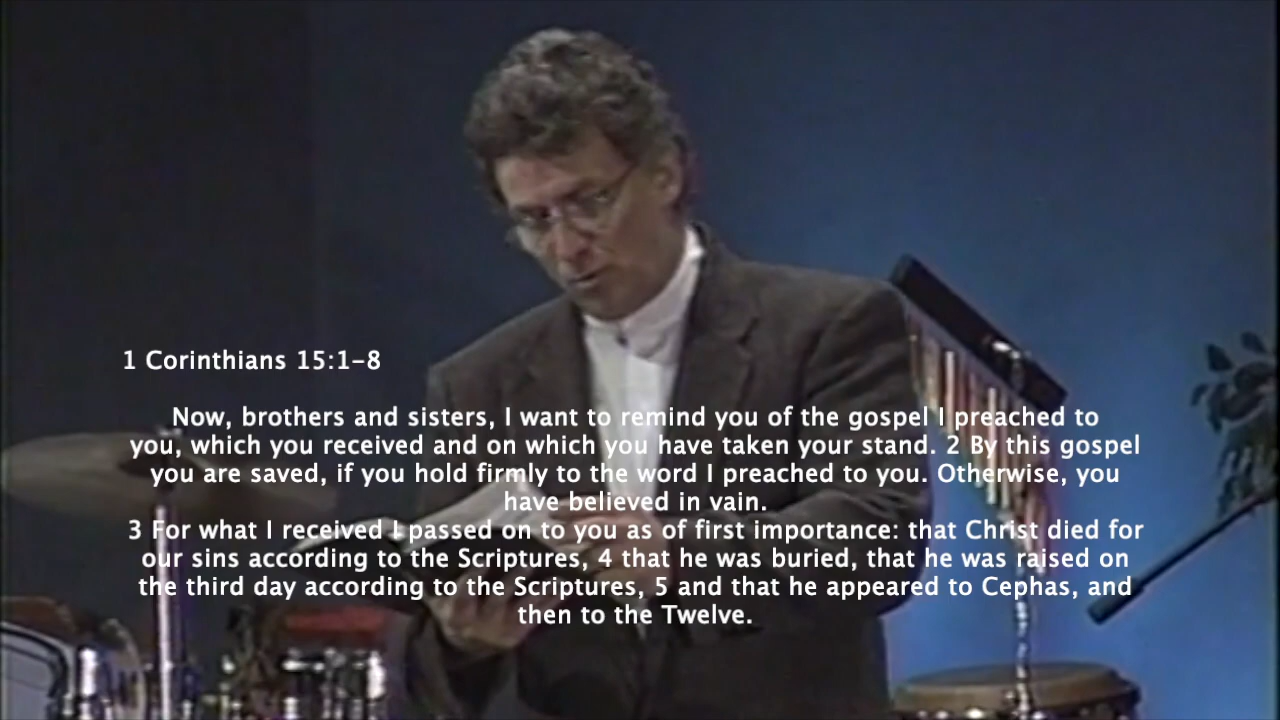 1 Corinthians 15:1-8
Now, brothers and sisters, I want to remind you of the gospel I preached to
you, which you received and on which you have taken your stand. 2 By this gospel
you are saved, if you hold firmly to the word I preached to you. Otherwise, you
have believed in vain.
3 For what I received I passed on to you as of first importance: that Christ died for
our sins according to the Scriptures, 4 that he was buried, that he was raised on
the third day according to the Scriptures, 5 and that he appeared to Cephas, and
then to the Twelve.